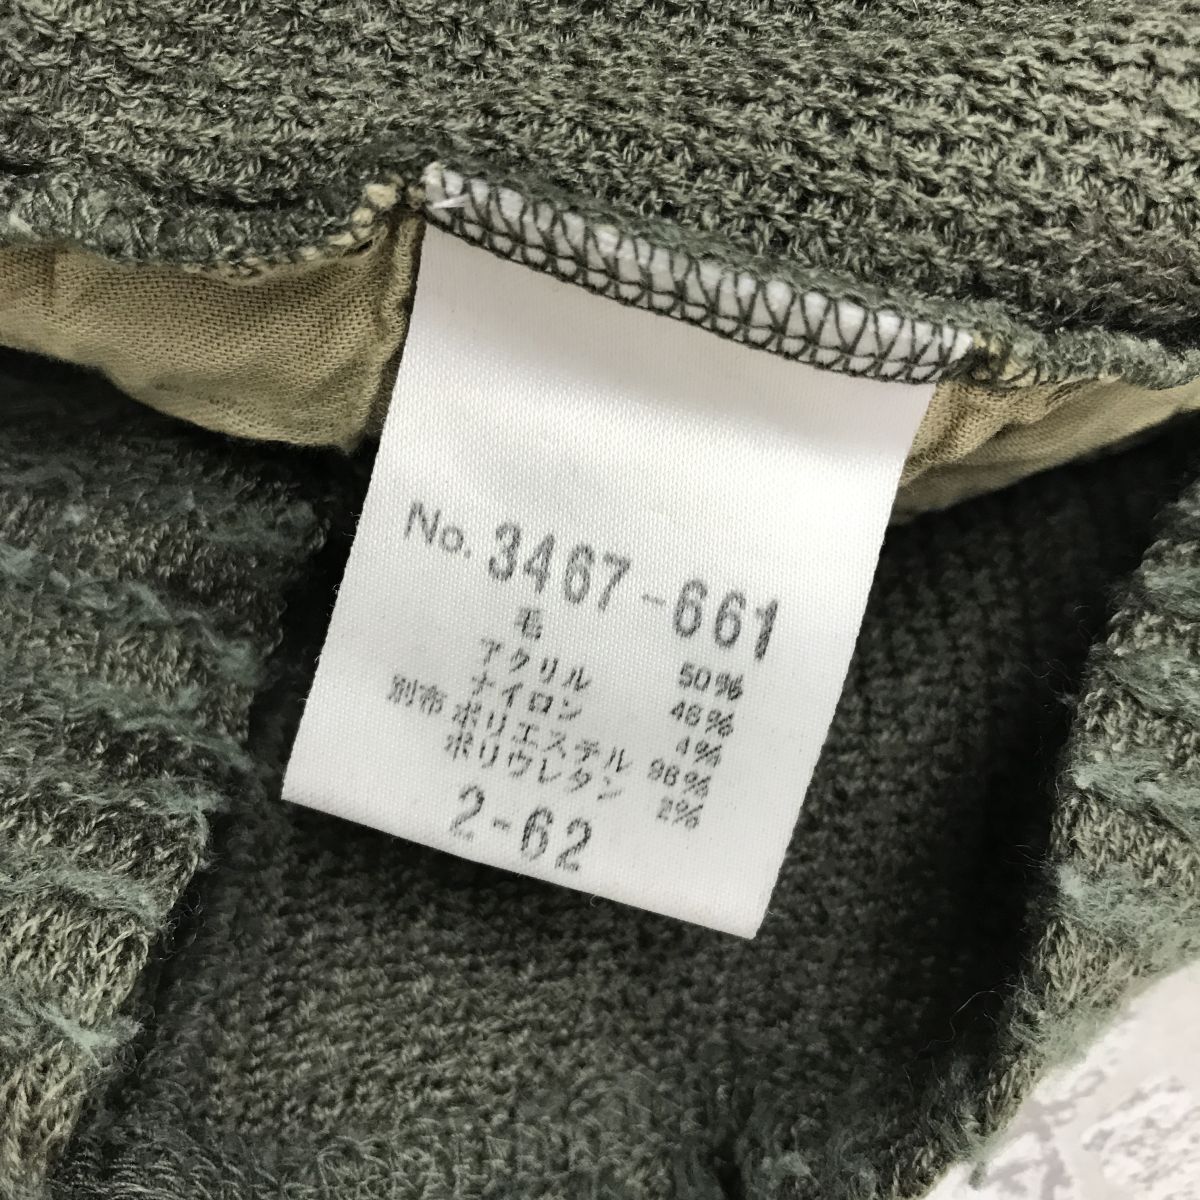 No. 3467-661
毛 50%
アクリル 46%
ナイロン 4%
別布 ポリエステル 98%
ポリウレタン 2%
2-62